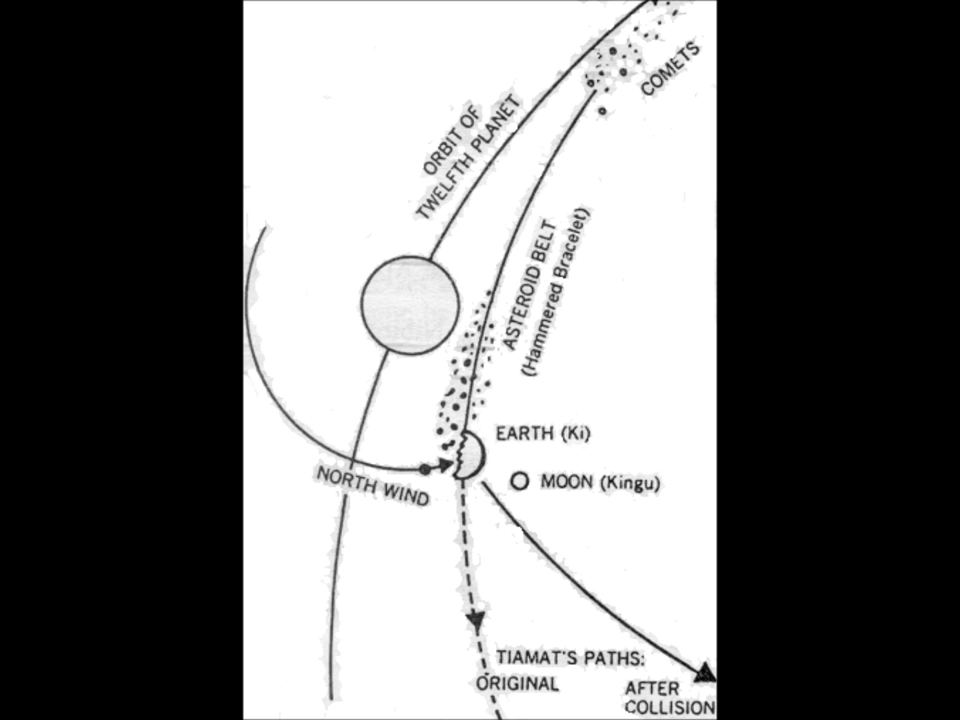 COMETS
ORBIT OF
TWELFTH PLANET
ASTEROID BELT
(Hammered Bracelet)
EARTH (Ki)
MOON (Kingu)
NORTH WIND
TIAMAT'S PATHS:
ORIGINAL
AFTER
COLLISION